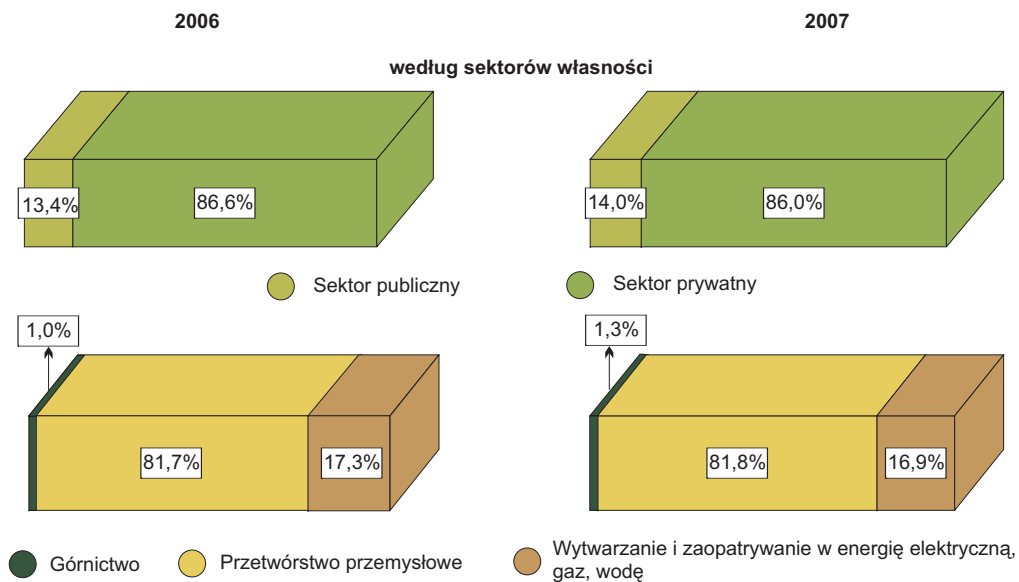 2006
2007
według sektorów własności
13,4%
86,6%
14,0%
86,0%
Sektor publiczny
Sektor prywatny
1,0%
1,3%
81,7%
17,3%
81,8%
16,9%
Górnictwo
Przetwórstwo przemysłowe
Wytwarzanie i zaopatrywanie w energię elektryczną,
gaz, wodę